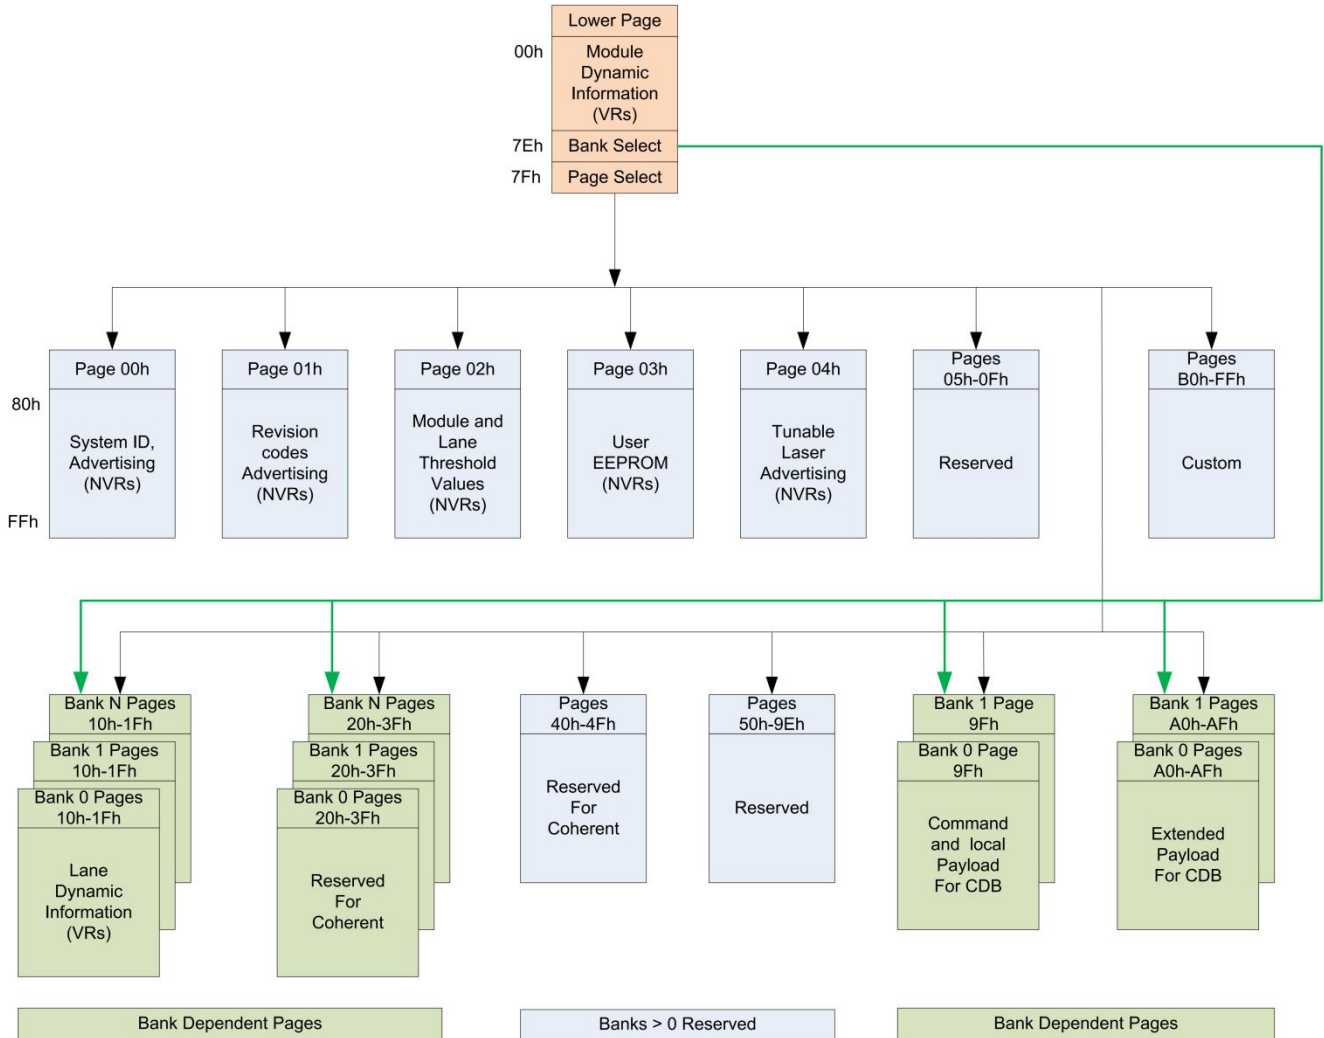 Lower Page
00h
Module
Dynamic
Information
(VRs)
7Eh
Bank Select
7Fh
Page Select
Page 00h
Page 01h
Page 02h
Page 03h
Page 04h
Pages
05h-0Fh
Pages
B0h-FFh
80h
FFh
System ID,
Advertising
(NVRs)
Revision
codes
Advertising
(NVRs)
Module and
Lane
Threshold
Values
(NVRs)
User
EEPROM
(NVRs)
Tunable
Laser
Advertising
(NVRs)
Reserved
Custom
Bank N Pages
10h-1Fh
Bank 1 Pages
10h-1Fh
Bank 0 Pages
10h-1Fh
Lane
Dynamic
Information
(VRs)
Bank N Pages
20h-3Fh
Bank 1 Pages
20h-3Fh
Bank 0 Pages
20h-3Fh
Reserved
For
Coherent
Pages
40h-4Fh
Reserved
For
Coherent
Pages
50h-9Eh
Reserved
Bank 1 Page
9Fh
Bank 0 Page
9Fh
Command
and local
Payload
For CDB
Bank 1 Pages
A0h-AFh
Bank 0 Pages
A0h-AFh
Extended
Payload
For CDB
Bank Dependent Pages
Banks > 0 Reserved
Bank Dependent Pages